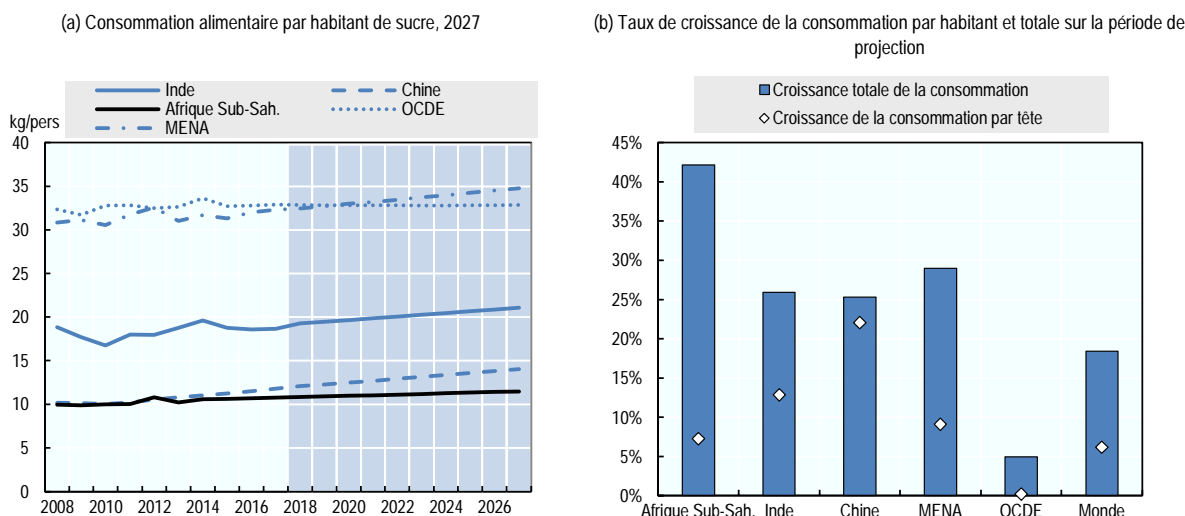 (a) Consommation alimentaire par habitant de sucre, 2027
Inde
Chine
Afrique Sub-Sah.
OCDE
MENA
kg/pers
40
35
30
25
20
15
10
5
0
2008 2010 2012 2014 2016 2018 2020 2022 2024 2026
(b) Taux de croissance de la consommation par habitant et totale sur la période de
projection
Croissance totale de la consommation
Croissance de la consommation par tête
45%
40%
35%
30%
25%
20%
15%
10%
5%
0%
Afrique Sub-Sah. Inde Chine MENA OCDE Monde